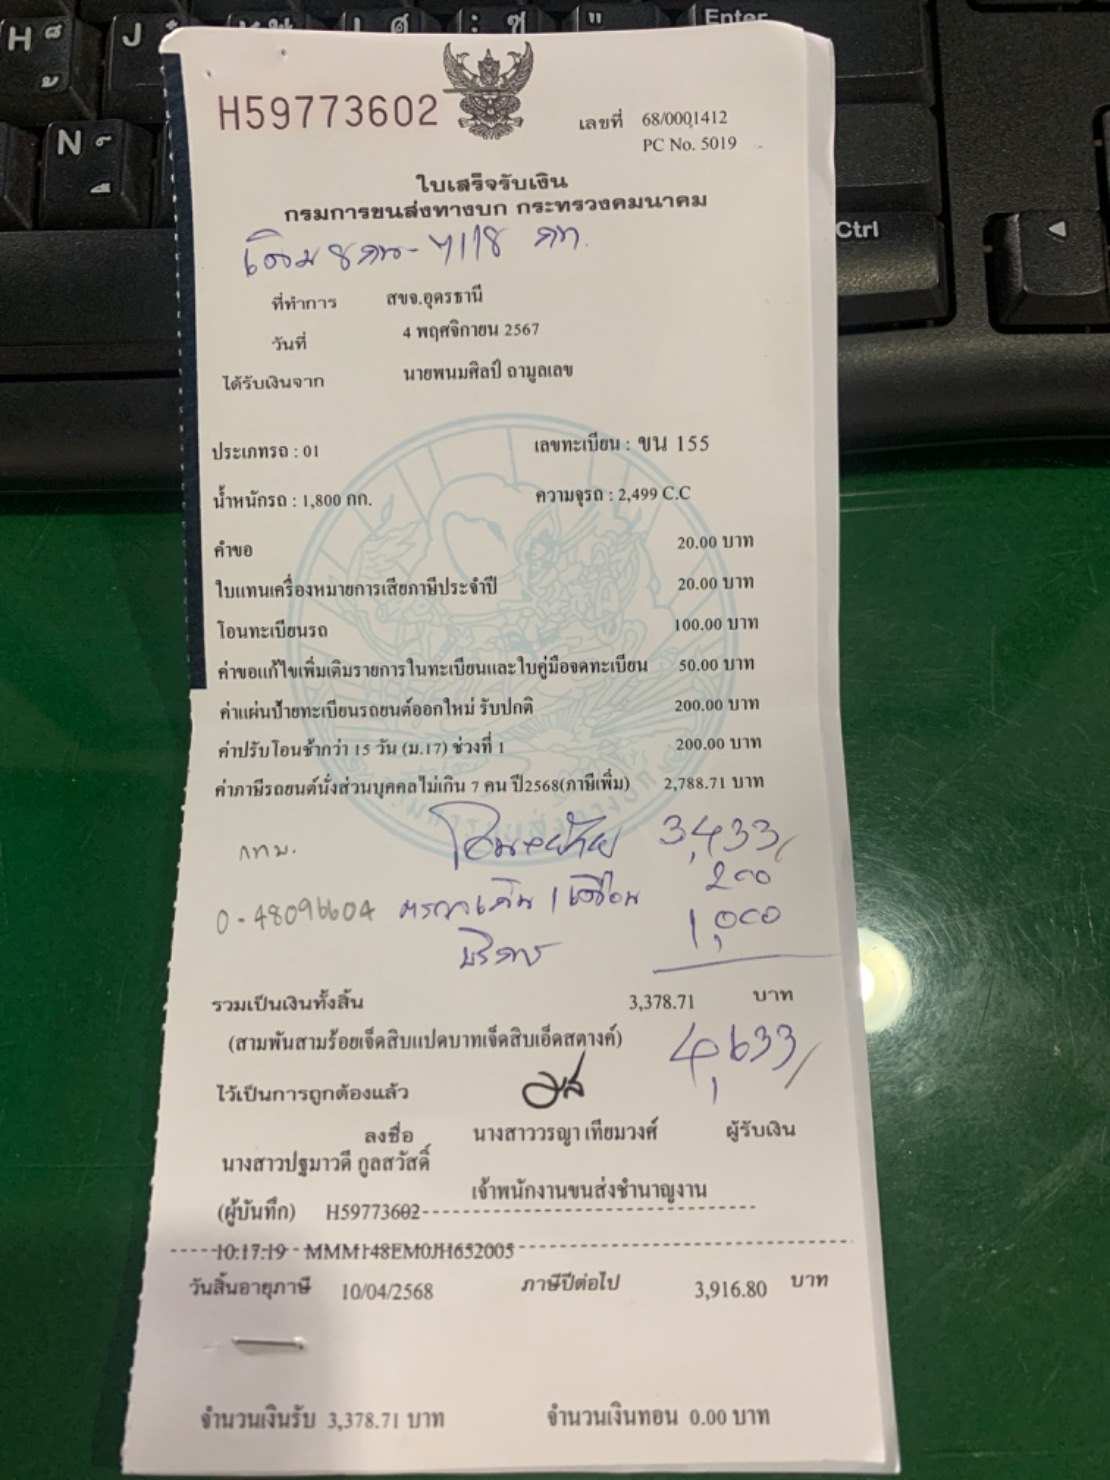 H59773602
เลขที่ 68/0001412
PC No. 5019
ใบเสร็จรับเงิน
กรมการขนส่งทางบก กระทรวงคมนาคม
เดิม 8กน-7118 กท.
ที่ทำการ สขจ.อุดรธานี
วันที่ 4 พฤศจิกายน 2567
ได้รับเงินจาก นายพนมศิลป์ ถามูลเลข
ประเภทรถ : 01 เลขทะเบียน : ขน 155
น้ำหนักรถ : 1,800 กก. ความจุรถ : 2,499 C.C
คำขอ 20.00 บาท
ใบแทนเครื่องหมายการเสียภาษีประจำปี 20.00 บาท
โอนทะเบียนรถ 100.00 บาท
ค่าขอแก้ไขเพิ่มเติมรายการในทะเบียนและใบคู่มือจดทะเบียน 50.00 บาท
ค่าแผ่นป้ายทะเบียนรถยนต์ออกใหม่ รับปกติ 200.00 บาท
ค่าปรับโอนช้ากว่า 15 วัน (ม.17) ช่วงที่ 1 200.00 บาท
ค่าภาษีรถยนต์นั่งส่วนบุคคลไม่เกิน 7 คน ปี2568(ภาษีเพิ่ม) 2,788.71 บาท
กทม. 3,433
200
0-4809660A 1 เดือน
บริการ 1,000
รวมเป็นเงินทั้งสิ้น 3,378.71 บาท
(สามพันสามร้อยเจ็ดสิบแปดบาทเจ็ดสิบเอ็ดสตางค์) 4,633
ไว้เป็นการถูกต้องแล้ว
ลงชื่อ นางสาววรญา เทียมวงศ์ ผู้รับเงิน
นางสาวปฐมาวดี กูลสวัสดิ์
เจ้าพนักงานขนส่งชำนาญงาน
(ผู้บันทึก) H59773602
10:17:19 MMM148EM0JH652005
วันสิ้นอายุภาษี 10/04/2568 ภาษีปีต่อไป 3,916.80 บาท
จำนวนเงินรับ 3,378.71 บาท จำนวนเงินทอน 0.00 บาท
H
J
N
Enter
Ctrl